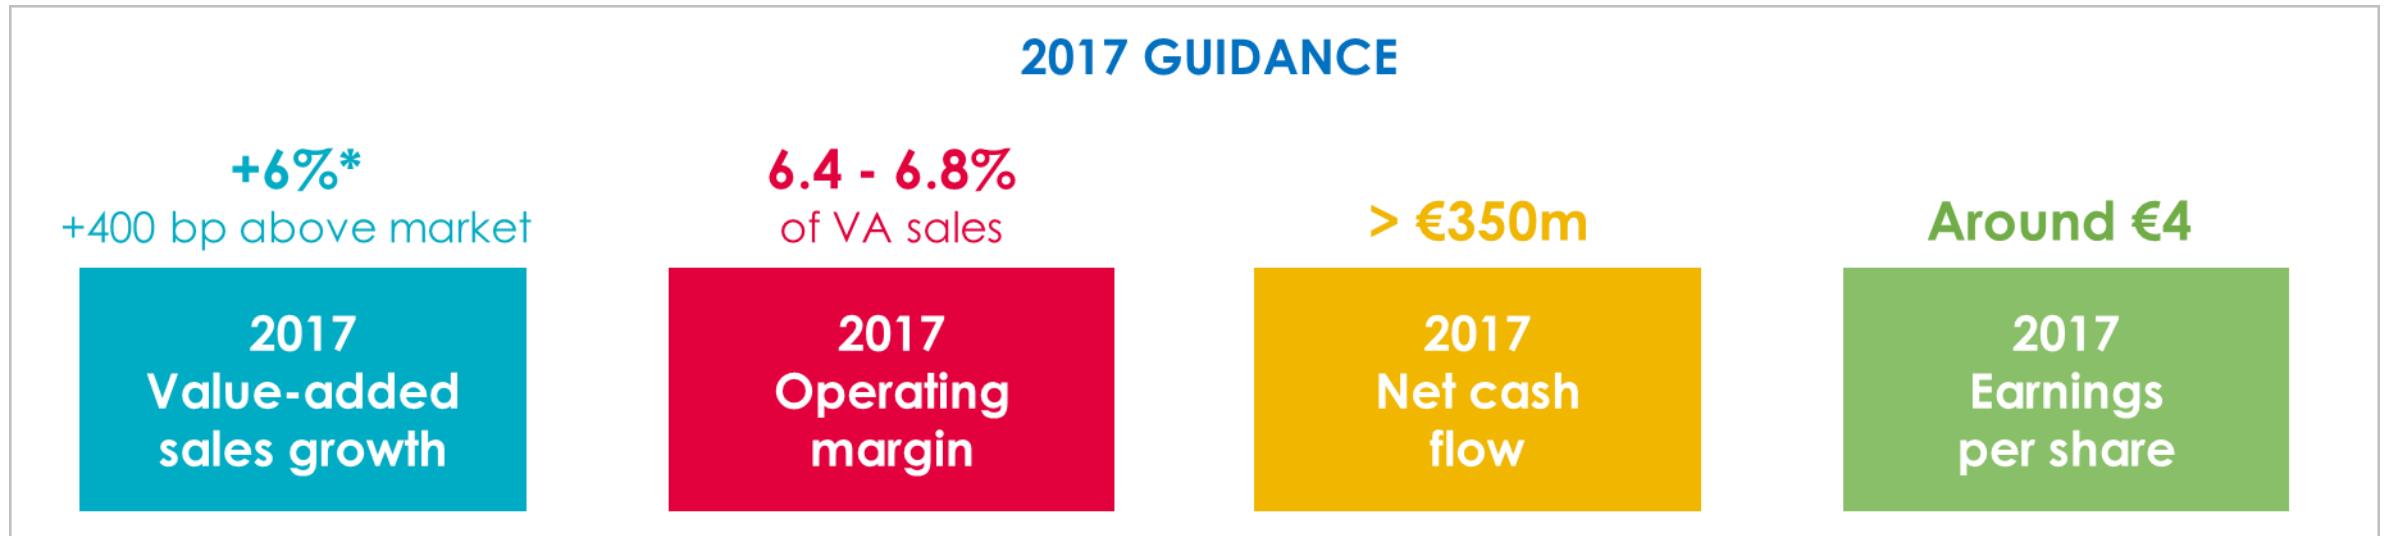 2017 GUIDANCE
+6%*
+400 bp above market
2017
Value-added
sales growth
6.4 - 6.8%
of VA sales
2017
Operating
margin
> €350m
2017
Net cash
flow
Around €4
2017
Earnings
per share